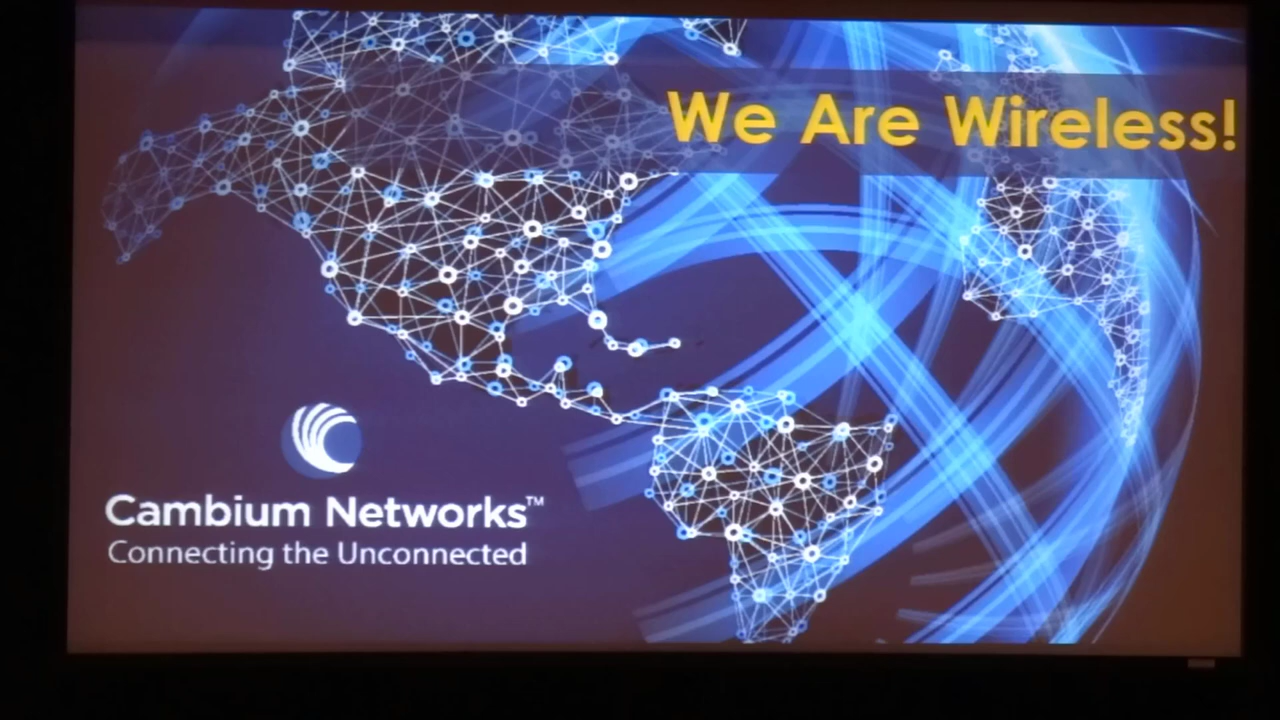 We Are Wireless!
Cambium Networks™
Connecting the Unconnected